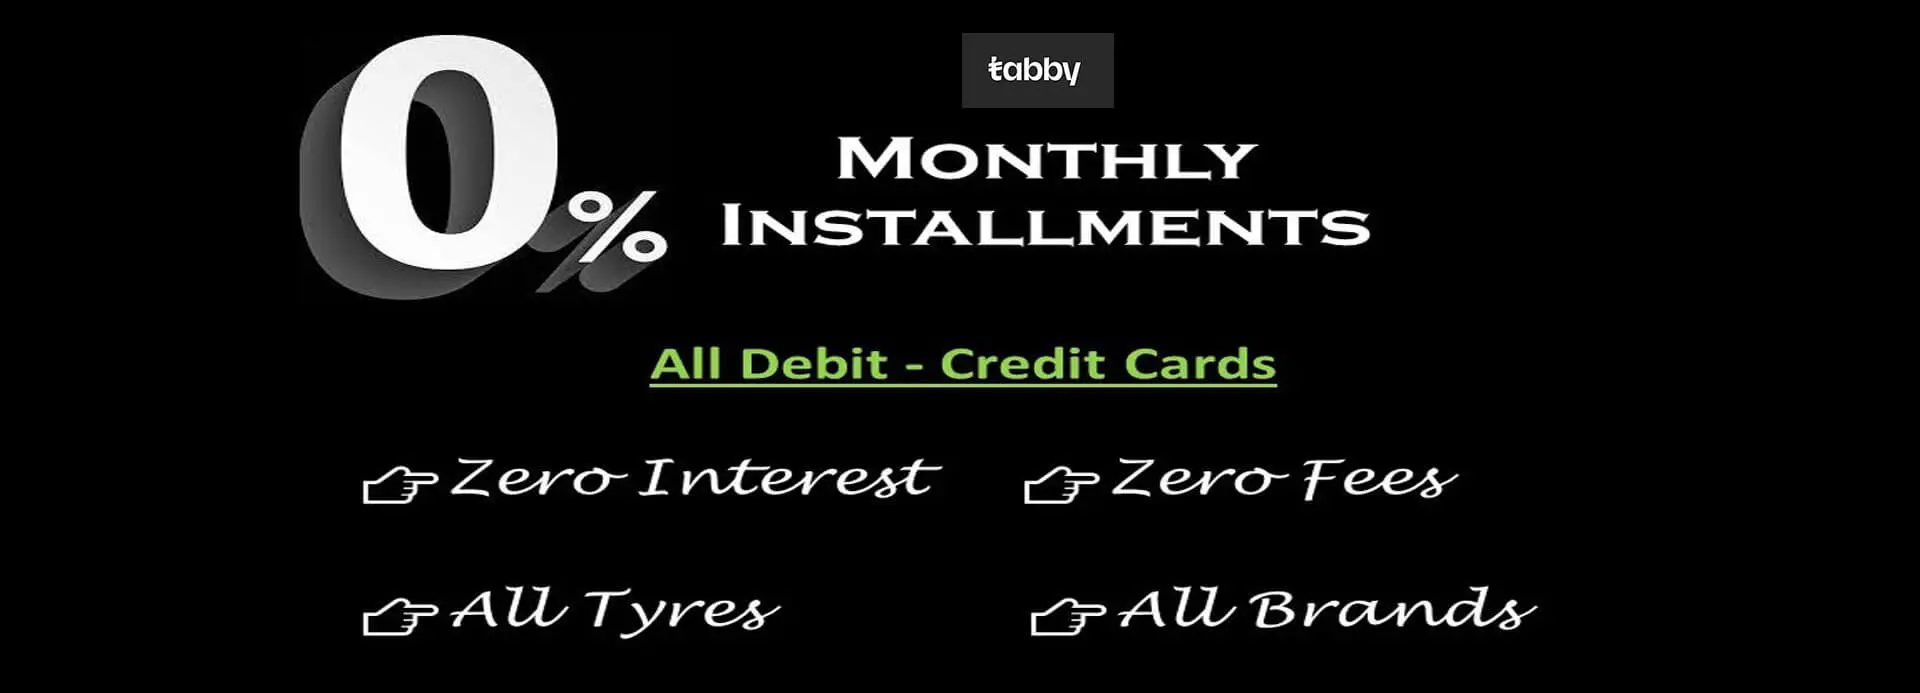 0%
tabby
MONTHLY
INSTALLMENTS
All Debit - Credit Cards
Zero Interest
Zero Fees
All Tyres
All Brands